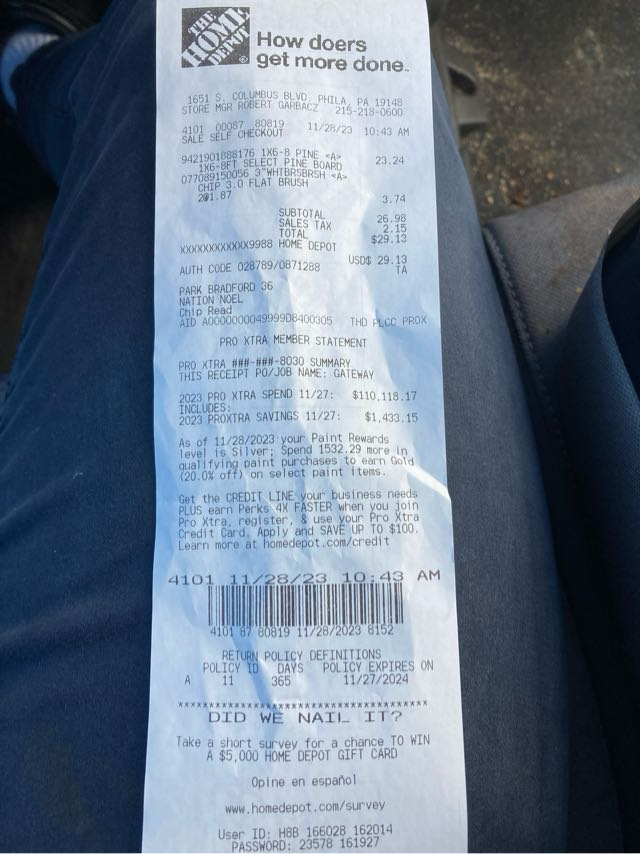 THE HOME DEPOT
How doers
get more done.
1651 S. COLUMBUS BLVD, PHILA, PA 19148
STORE MGR ROBERT GARBACZ 215-218-0600
4101 00087 80819 11/28/23 10:43 AM
SALE SELF CHECKOUT
9421901888176 1X6-8 PINE <A> 23.24
1X6-8FT SELECT PINE BOARD
077089150056 3"WHTBRSBRSH <A>
CHIP 3.0 FLAT BRUSH
2@1.87 3.74
SUBTOTAL 26.98
SALES TAX 2.15
TOTAL $29.13
XXXXXXXXXXXX9988 HOME DEPOT
USD$ 29.13
AUTH CODE 028789/0871288 TA
PARK BRADFORD 36
NATION NOEL
Chip Read
AID A0000000049999D8400305 THD PLCC PROX
PRO XTRA MEMBER STATEMENT
PRO XTRA ###-###-8030 SUMMARY
THIS RECEIPT PO/JOB NAME: GATEWAY
2023 PRO XTRA SPEND 11/27: $110,118.17
INCLUDES:
2023 PROXTRA SAVINGS 11/27: $1,433.15
As of 11/28/2023 your Paint Rewards
level is Silver; Spend 1532.29 more in
qualifying paint purchases to earn Gold
(20.0% off) on select paint items.
Get the CREDIT LINE your business needs
PLUS earn Perks 4X FASTER when you join
Pro Xtra, register, & use your Pro Xtra
Credit Card. Apply and SAVE UP TO $100.
Learn more at homedepot.com/credit
4101 11/28/23 10:43 AM
4101 87 80819 11/28/2023 8152
RETURN POLICY DEFINITIONS
POLICY ID DAYS POLICY EXPIRES ON
A 11 365 11/27/2024
DID WE NAIL IT?
Take a short survey for a chance TO WIN
A $5,000 HOME DEPOT GIFT CARD
Opine en español
www.homedepot.com/survey
User ID: H8B 166028 162014
PASSWORD: 23578 161927